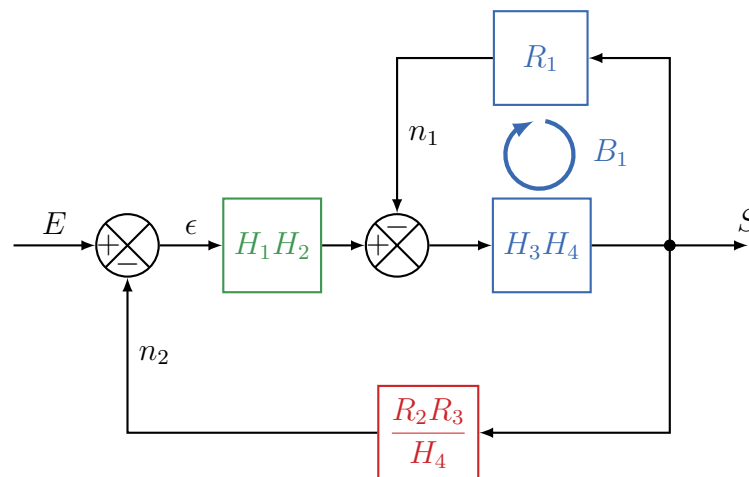 R₁
n₁
B₁
E
+
−
ϵ
H₁H₂
+
−
H₃H₄
S
n₂
R₂R₃
H₄